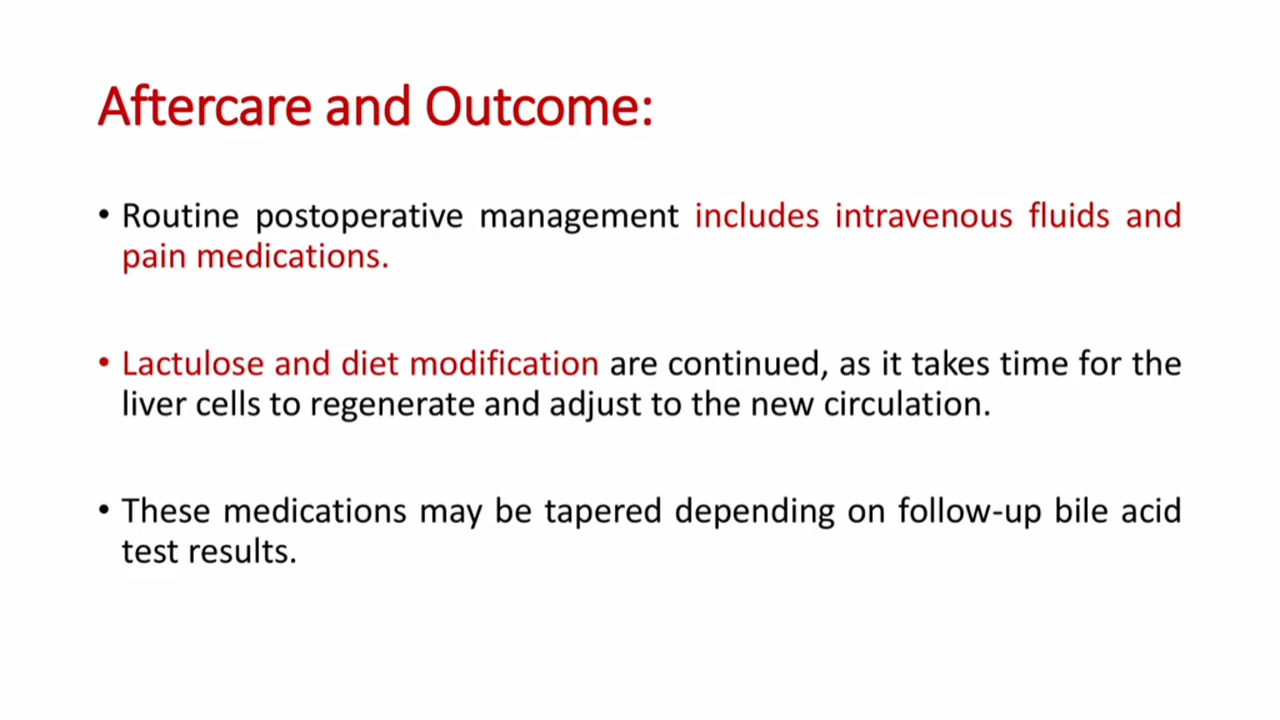 Aftercare and Outcome:
• Routine postoperative management includes intravenous fluids and
pain medications.
• Lactulose and diet modification are continued, as it takes time for the
liver cells to regenerate and adjust to the new circulation.
• These medications may be tapered depending on follow-up bile acid
test results.